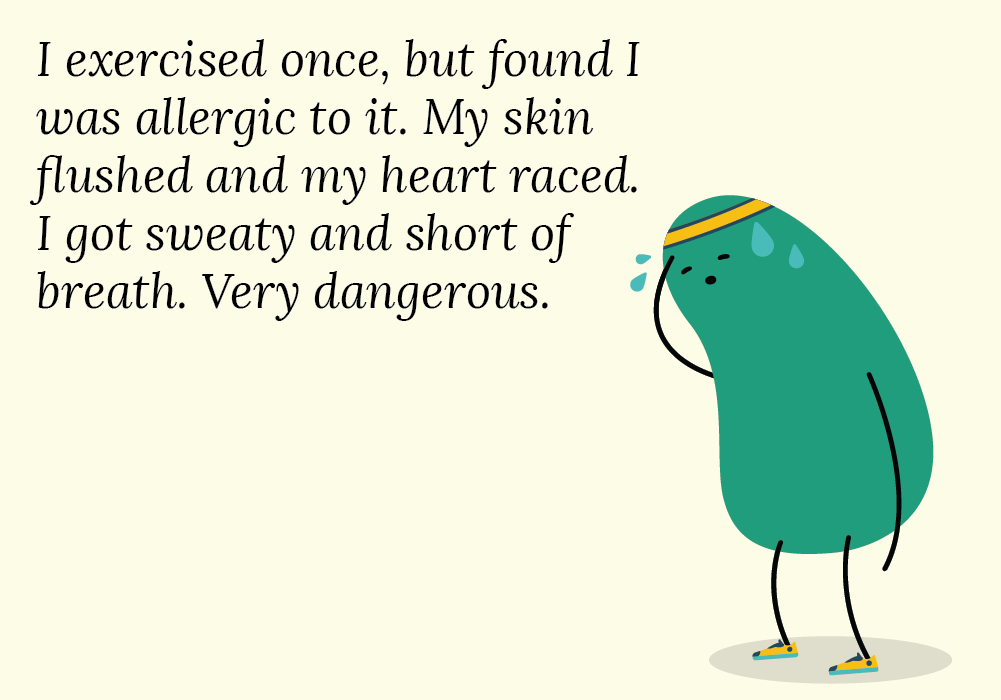 I exercised once, but found I
was allergic to it. My skin
flushed and my heart raced.
I got sweaty and short of
breath. Very dangerous.